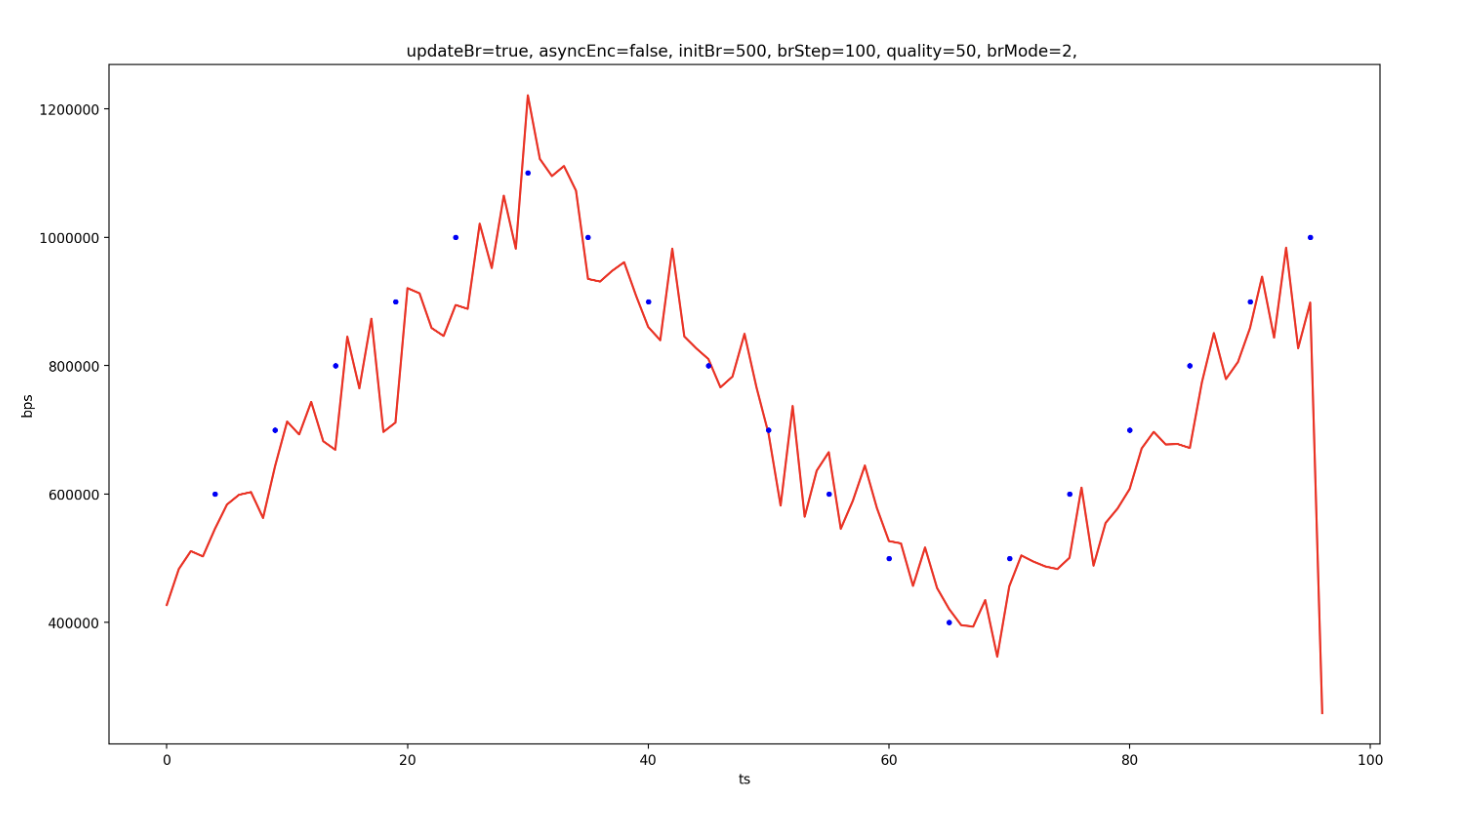 updateBr=true, asyncEnc=false, initBr=500, brStep=100, quality=50, brMode=2,
1200000
1000000
800000
600000
400000
bps
0 20 40 60 80 100
ts